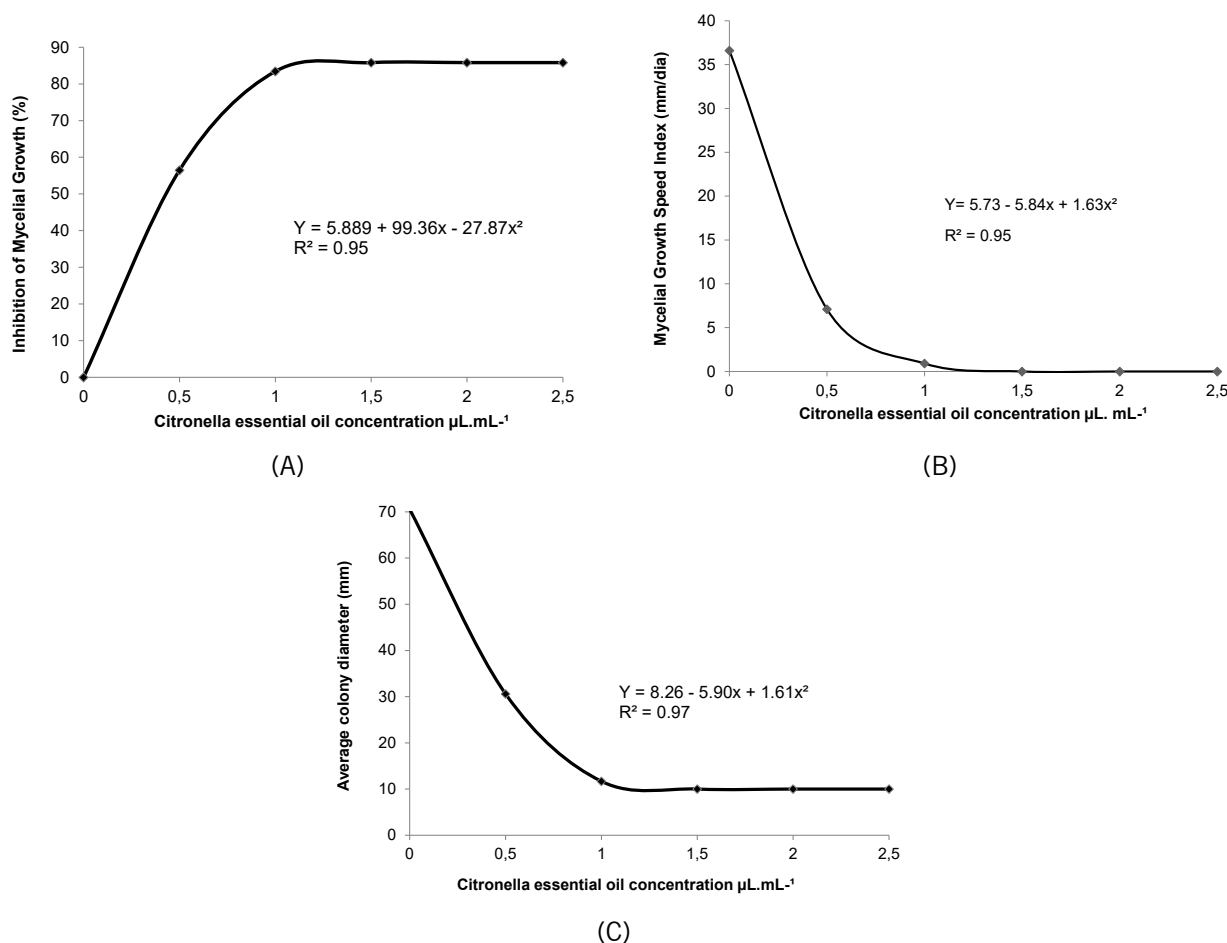 90
80
70
60
50
40
30
20
10
0
Inhibition of Mycelial Growth (%)
Y = 5.889 + 99.36x - 27.87x²
R² = 0.95
0 0,5 1 1,5 2 2,5
Citronella essential oil concentration µL.mL-¹
(A)
40
35
30
25
20
15
10
5
0
Mycelial Growth Speed Index (mm/dia)
Y= 5.73 - 5.84x + 1.63x²
R² = 0.95
0 0,5 1 1,5 2 2,5
Citronella essential oil concentration µL. mL-¹
(B)
70
60
50
40
30
20
10
0
Average colony diameter (mm)
Y = 8.26 - 5.90x + 1.61x²
R² = 0.97
0 0,5 1 1,5 2 2,5
Citronella essential oil concentration µL.mL-¹
(C)